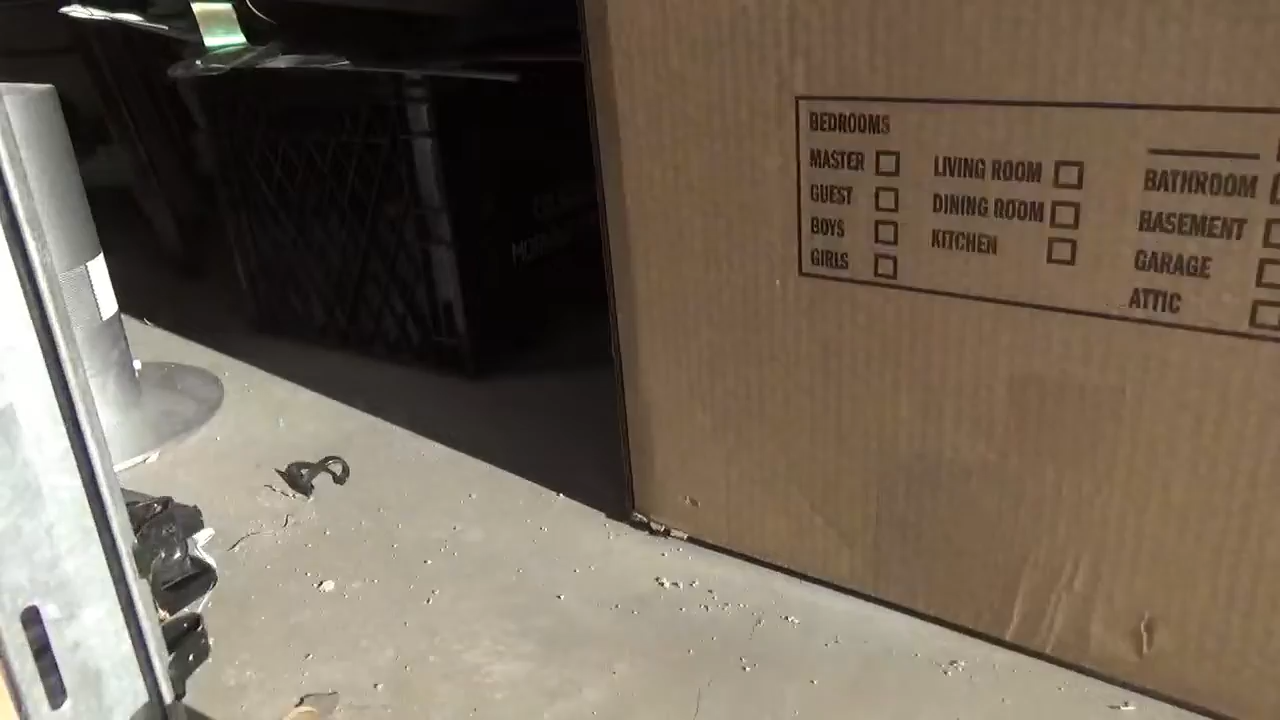 BEDROOMS
MASTER
GUEST
BOYS
GIRLS
LIVING ROOM
DINING ROOM
KITCHEN
BATHROOM
BASEMENT
GARAGE
ATTIC